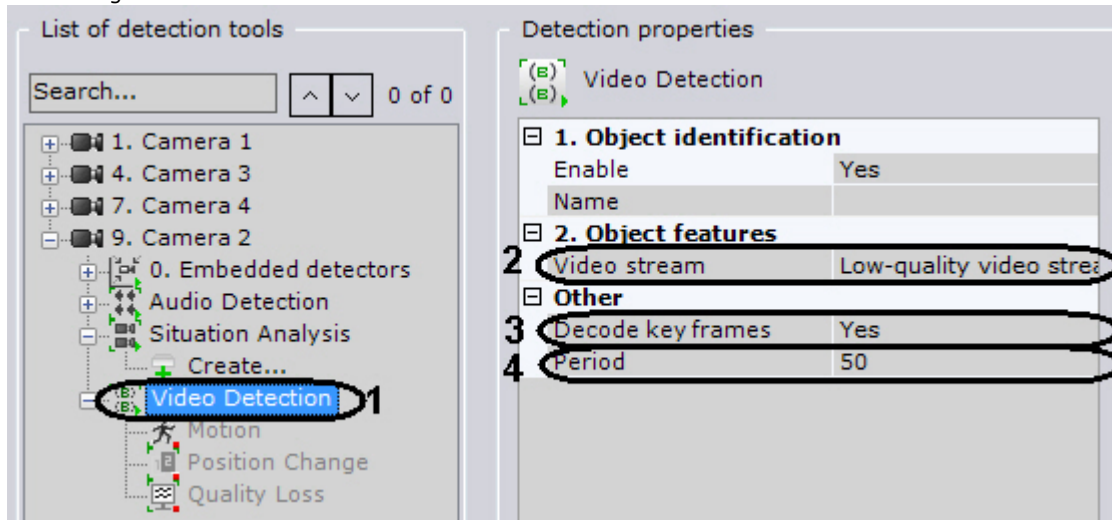 List of detection tools
Search...
0 of 0
1. Camera 1
4. Camera 3
7. Camera 4
9. Camera 2
0. Embedded detectors
Audio Detection
Situation Analysis
Create...
Video Detection 1
Motion
Position Change
Quality Loss
Detection properties
Video Detection
1. Object identification
Enable Yes
Name
2. Object features
2 Video stream Low-quality video strea
Other
3 Decode key frames Yes
4 Period 50